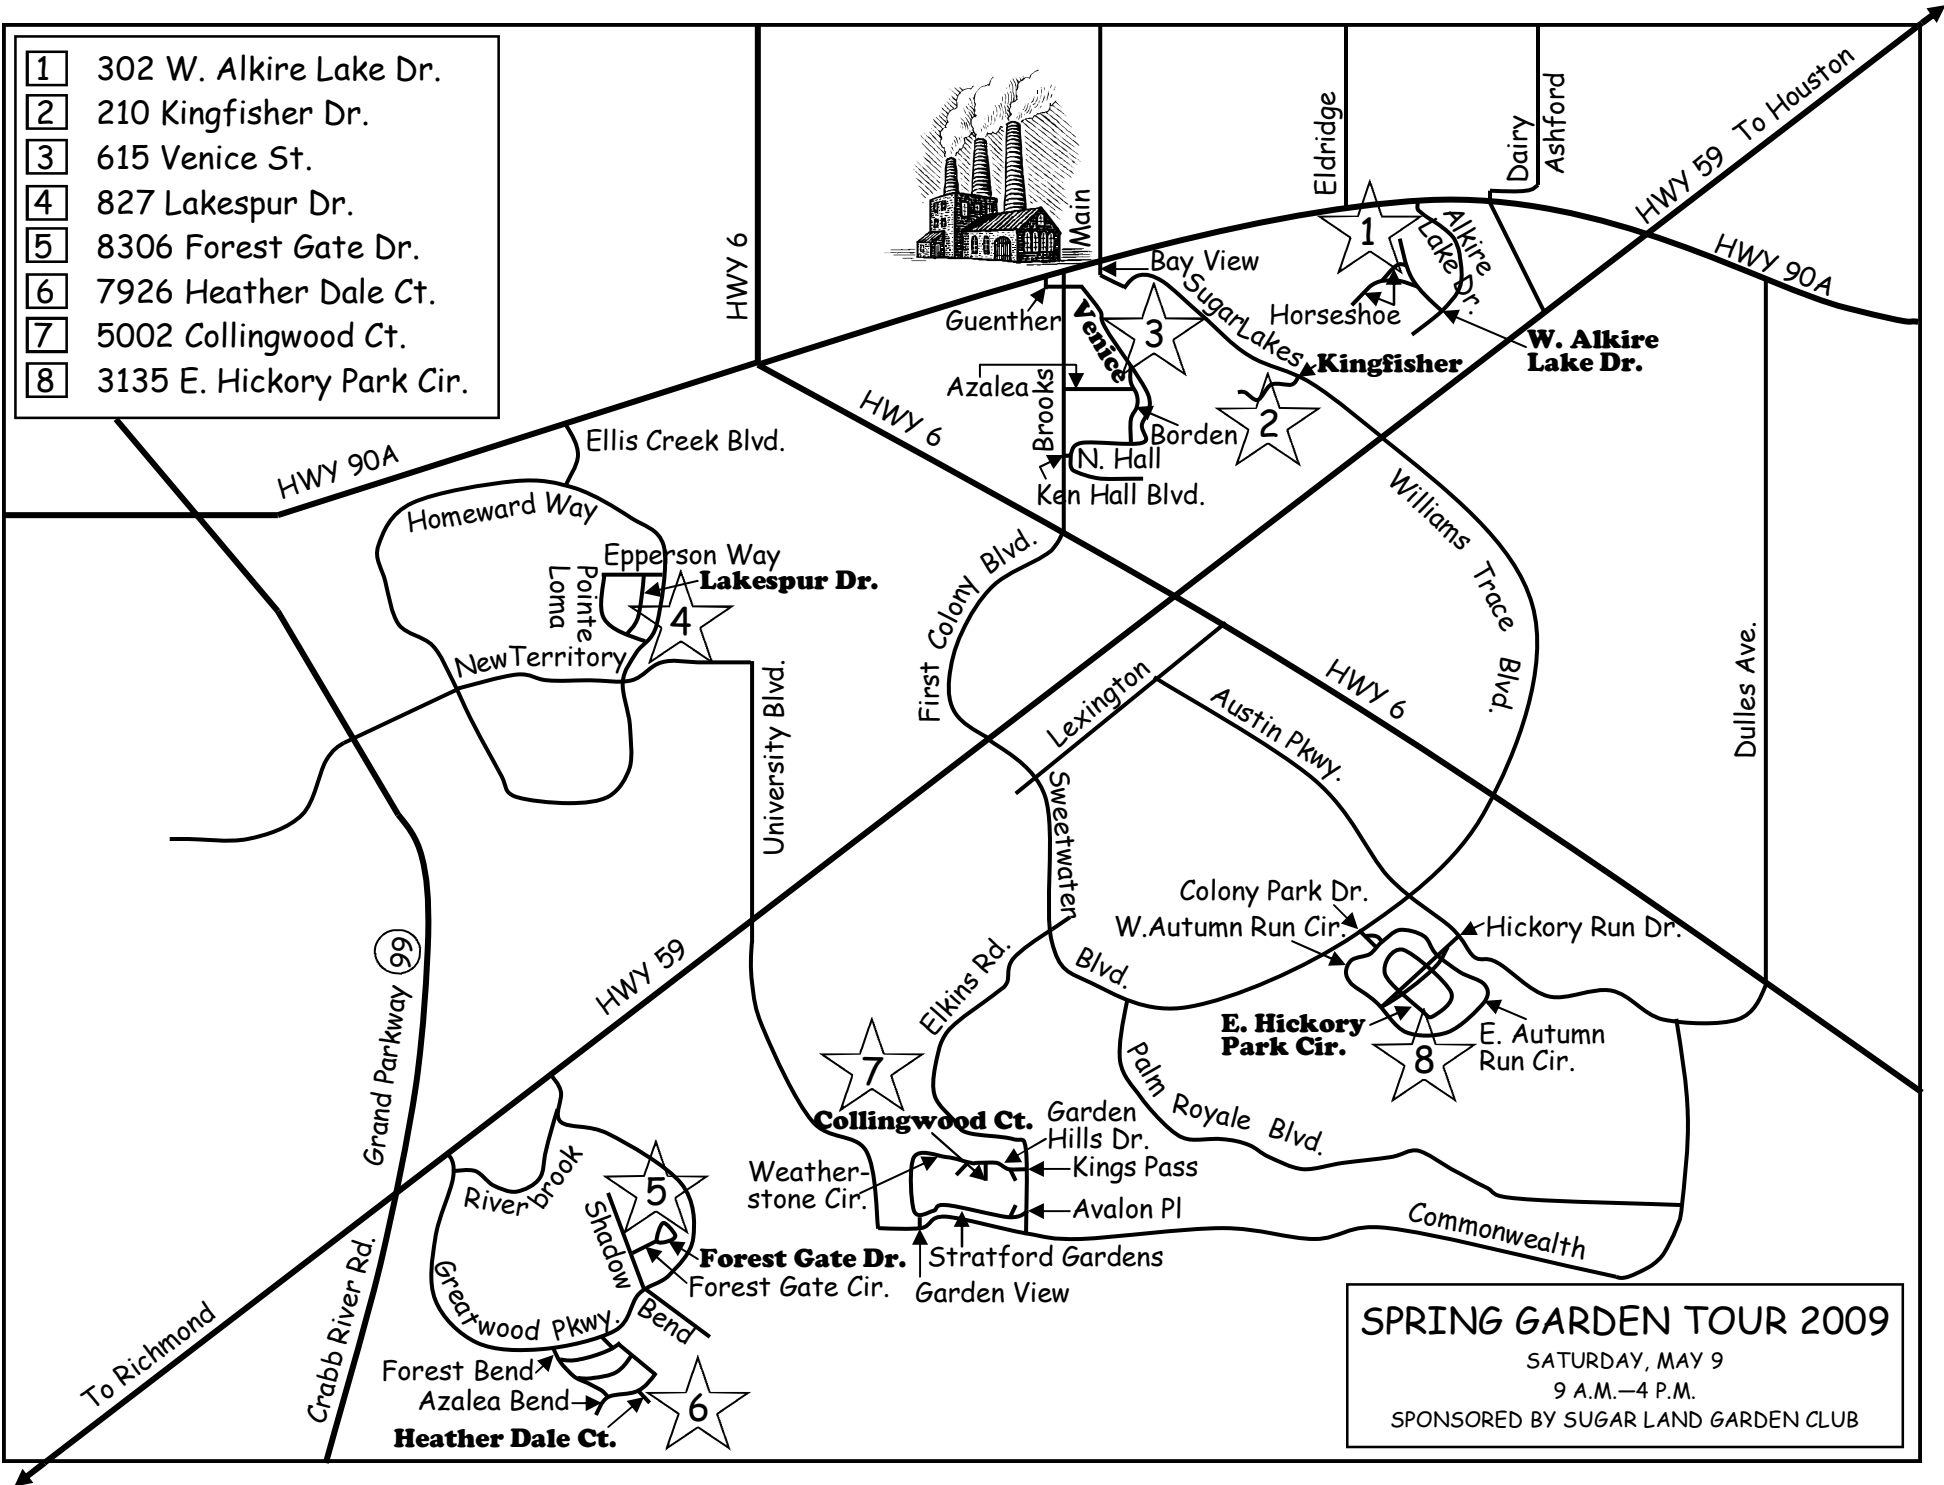 1 302 W. Alkire Lake Dr.
2 210 Kingfisher Dr.
3 615 Venice St.
4 827 Lakespur Dr.
5 8306 Forest Gate Dr.
6 7926 Heather Dale Ct.
7 5002 Collingwood Ct.
8 3135 E. Hickory Park Cir.
HWY 6
Main
Eldridge
Dairy
Ashford
To Houston
HWY 59
HWY 90A
1
Alkire
Lake Dr.
Bay View
SugarLakes
Horseshoe
W. Alkire
Lake Dr.
Kingfisher
2
Guenther
Venice
3
Azalea
Brooks
Borden
N. Hall
Ken Hall Blvd.
HWY 6
HWY 90A
Ellis Creek Blvd.
Homeward Way
Epperson Way
Pointe
Loma
Lakespur Dr.
4
NewTerritory
University Blvd.
First Colony Blvd.
Lexington
Williams Trace Blvd.
HWY 6
Austin Pkwy.
Dulles Ave.
Sweetwater
Blvd.
Colony Park Dr.
W.Autumn Run Cir.
Hickory Run Dr.
E. Hickory
Park Cir.
8
E. Autumn
Run Cir.
99
Grand Parkway
HWY 59
Elkins Rd.
7
Collingwood Ct.
Garden
Hills Dr.
Weather-
stone Cir.
Kings Pass
Avalon Pl
Stratford Gardens
Garden View
Palm Royale Blvd.
Commonwealth
Riverbrook
5
Shadow
Bend
Forest Gate Dr.
Forest Gate Cir.
Greatwood Pkwy.
Forest Bend
Azalea Bend
Heather Dale Ct.
6
To Richmond
Crabb River Rd.
SPRING GARDEN TOUR 2009
SATURDAY, MAY 9
9 A.M.—4 P.M.
SPONSORED BY SUGAR LAND GARDEN CLUB